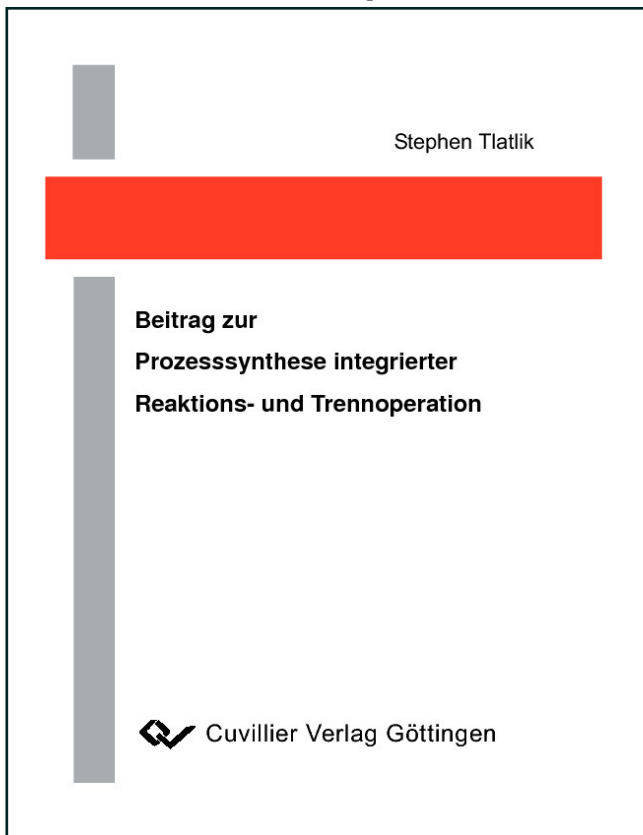 Stephen Tlatlik
Beitrag zur
Prozesssynthese integrierter
Reaktions- und Trennoperation
Cuvillier Verlag Göttingen